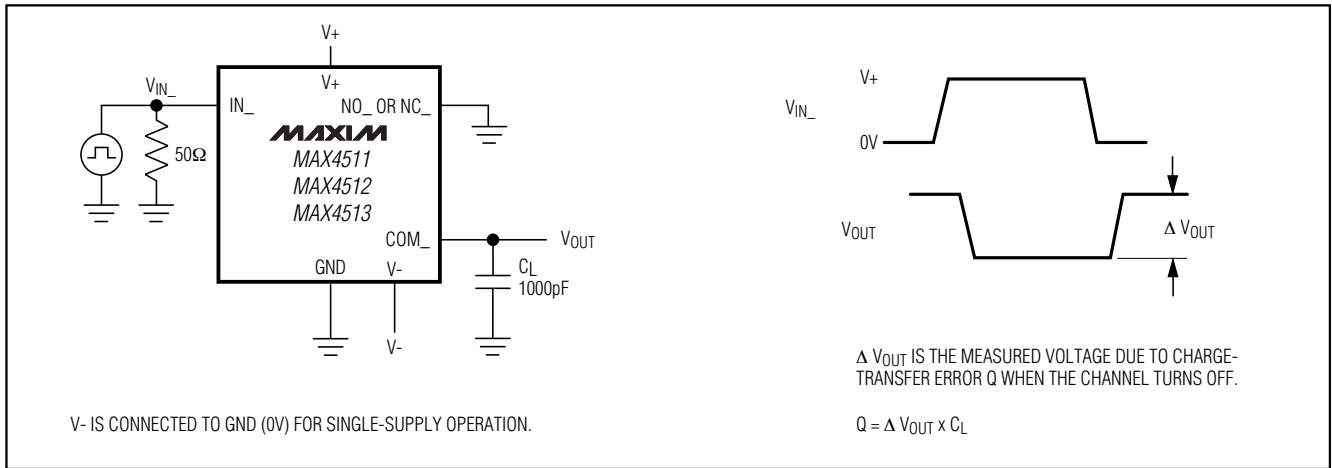 V+
V+
VIN_
IN_
NO_ OR NC_
MAXIM
50Ω
MAX4511
MAX4512
MAX4513
COM_
VOUT
GND
V-
CL
1000pF
V-
V- IS CONNECTED TO GND (0V) FOR SINGLE-SUPPLY OPERATION.
V+
VIN_
0V
VOUT
Δ VOUT
Δ VOUT IS THE MEASURED VOLTAGE DUE TO CHARGE-
TRANSFER ERROR Q WHEN THE CHANNEL TURNS OFF.
Q = Δ VOUT x CL